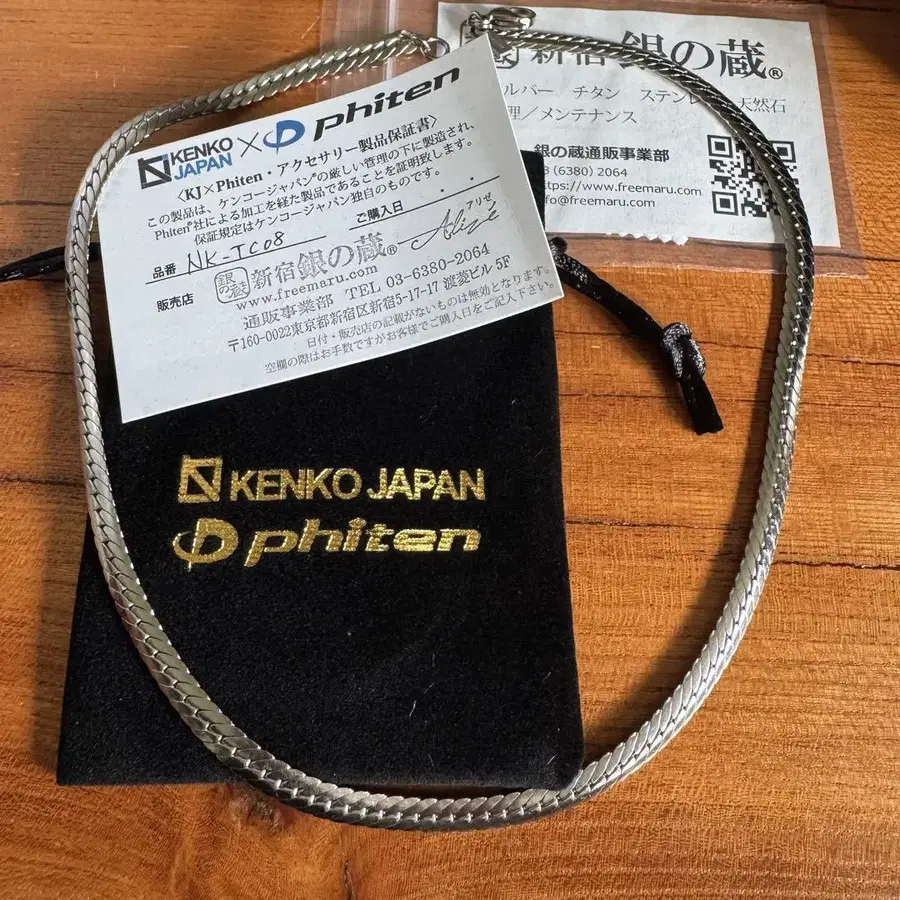 KENKO JAPAN × phiten
〈KJ×Phiten・アクセサリー製品保証書〉
この製品は、ケンコージャパン®の厳しい管理の下に製造され、
Phiten®社による加工を経た製品であることを証明致します。
保証規定はケンコージャパン独自のものです。
品番 NK-TC08 ご購入日 ・ ・
販売店 銀の蔵 新宿銀の蔵® Alizé アリゼ
www.freemaru.com
通販事業部 TEL 03-6380-2064
〒160-0022東京都新宿区新宿5-17-17 渡菱ビル 5F
日付・販売店の記載がないものは無効となります。
空欄の際はお手数ですがお客様でご購入日をご記入下さい。
新宿 銀の蔵®
ルバー チタン ステンレス 天然石
理/メンテナンス
銀の蔵通販事業部
3 (6380) 2064
https://www.freemaru.com
info@freemaru.com
KENKO JAPAN
phiten